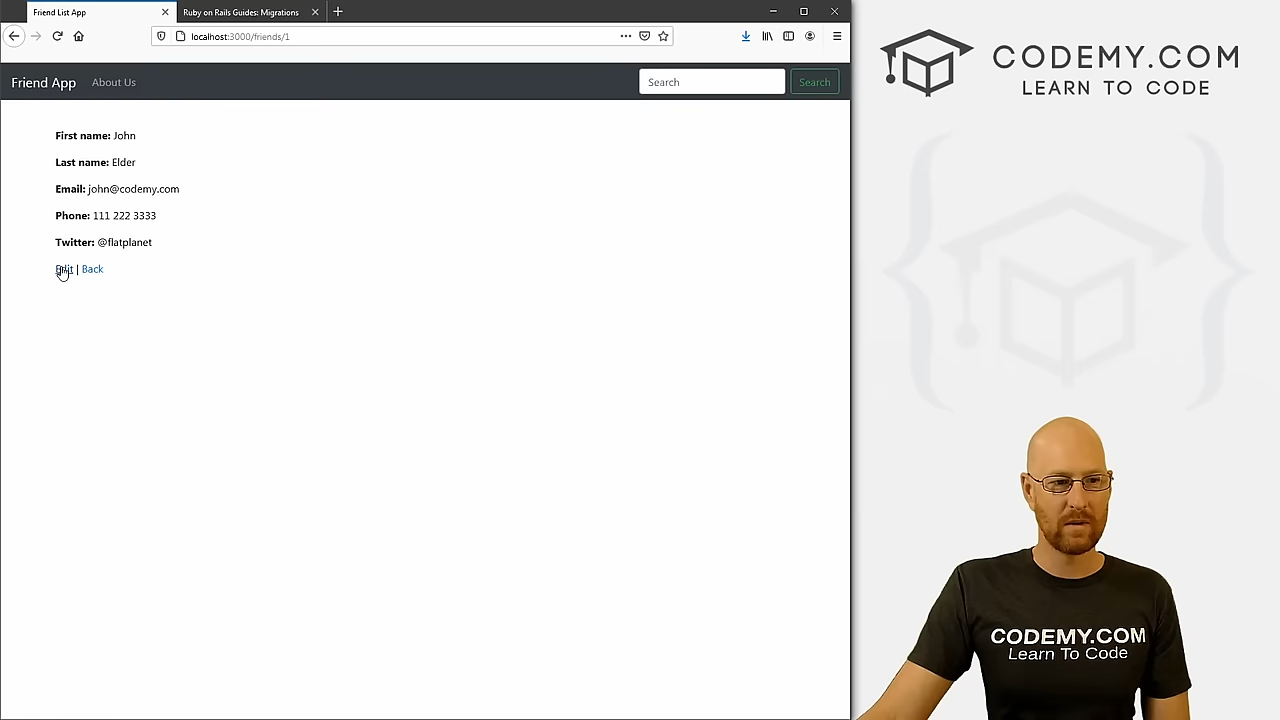 Friend List App
Ruby on Rails Guides: Migrations
localhost:3000/friends/1
Friend App
About Us
Search
Search
First name: John
Last name: Elder
Email: john@codemy.com
Phone: 111 222 3333
Twitter: @flatplanet
Edit | Back
CODEMY.COM
LEARN TO CODE
CODEMY.COM
Learn To Code